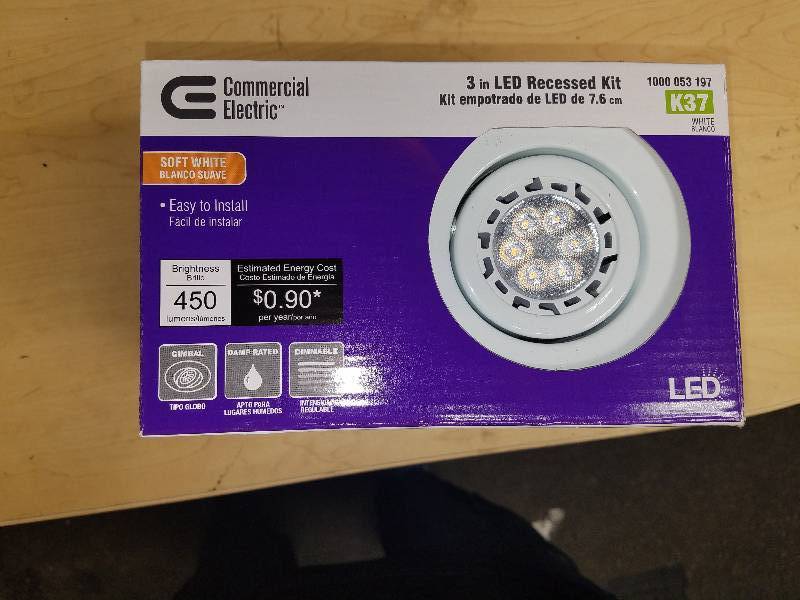 Commercial
Electric™
3 in LED Recessed Kit
Kit empotrado de LED de 7.6 cm
1000 053 197
K37
WHITE
BLANCO
SOFT WHITE
BLANCO SUAVE
• Easy to Install
Fácil de instalar
Brightness
Brillo
450
lumens/lúmenes
Estimated Energy Cost
Costo Estimado de Energía
$0.90*
per year/por año
GIMBAL
TIPO GLOBO
DAMP RATED
APTO PARA
LUGARES HÚMEDOS
DIMMABLE
INTENSIDAD
REGULABLE
LED